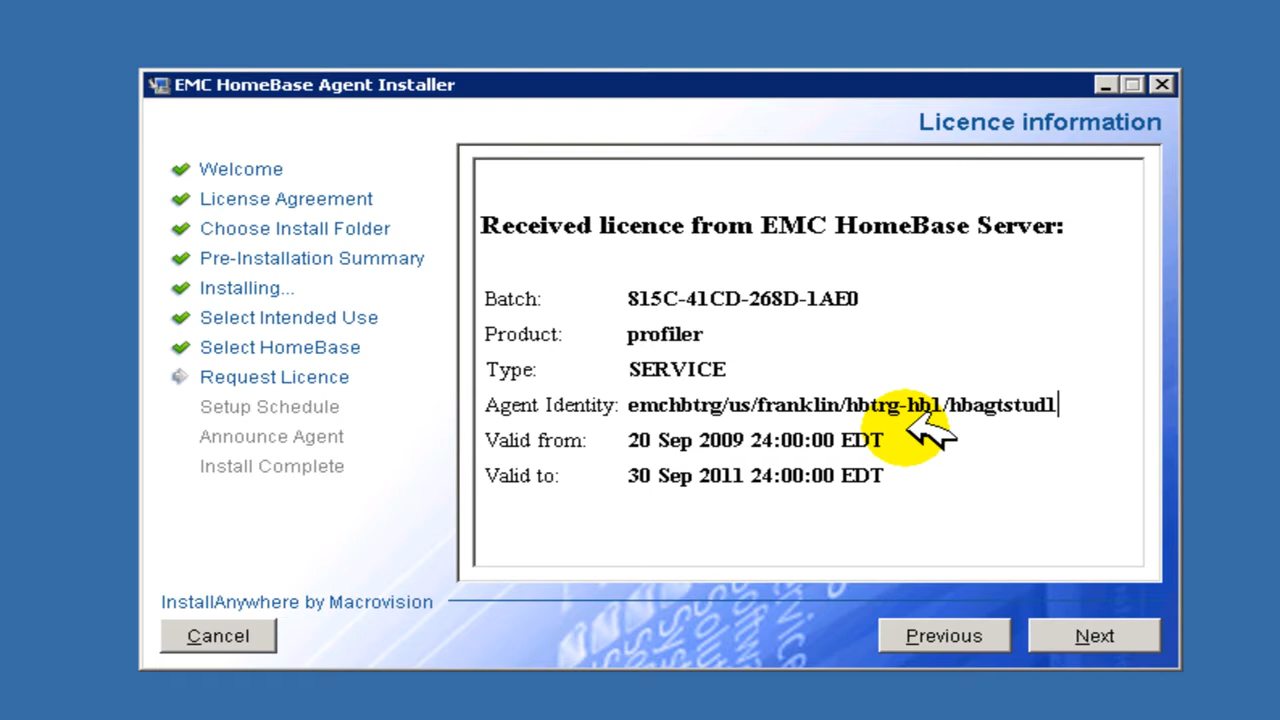 EMC HomeBase Agent Installer
Licence information
Welcome
License Agreement
Choose Install Folder
Pre-Installation Summary
Installing...
Select Intended Use
Select HomeBase
Request Licence
Setup Schedule
Announce Agent
Install Complete
Received licence from EMC HomeBase Server:
Batch: 815C-41CD-268D-1AE0
Product: profiler
Type: SERVICE
Agent Identity: emchbtrg/us/franklin/hbtrg-hb1/hbagtstud1
Valid from: 20 Sep 2009 24:00:00 EDT
Valid to: 30 Sep 2011 24:00:00 EDT
InstallAnywhere by Macrovision
Cancel
Previous
Next